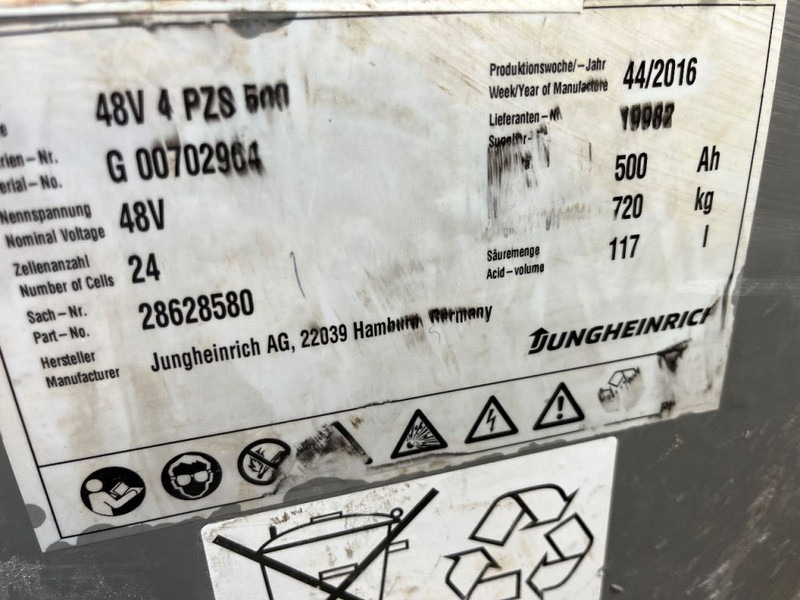 48V 4 PZS 500
Produktionswoche/-Jahr
Week/Year of Manufacture
44/2016
Lieferanten-Nr
rien-Nr.
erial-No.
G 00702964
500 Ah
Nennspannung
Nominal Voltage
48V
720 kg
Zellenanzahl
Number of Cells
24
Säuremenge
Acid-volume
117 l
Sach-Nr.
Part-No.
28628580
Hersteller
Manufacturer
Jungheinrich AG, 22039 Hamburg, Germany
JUNGHEINRICH